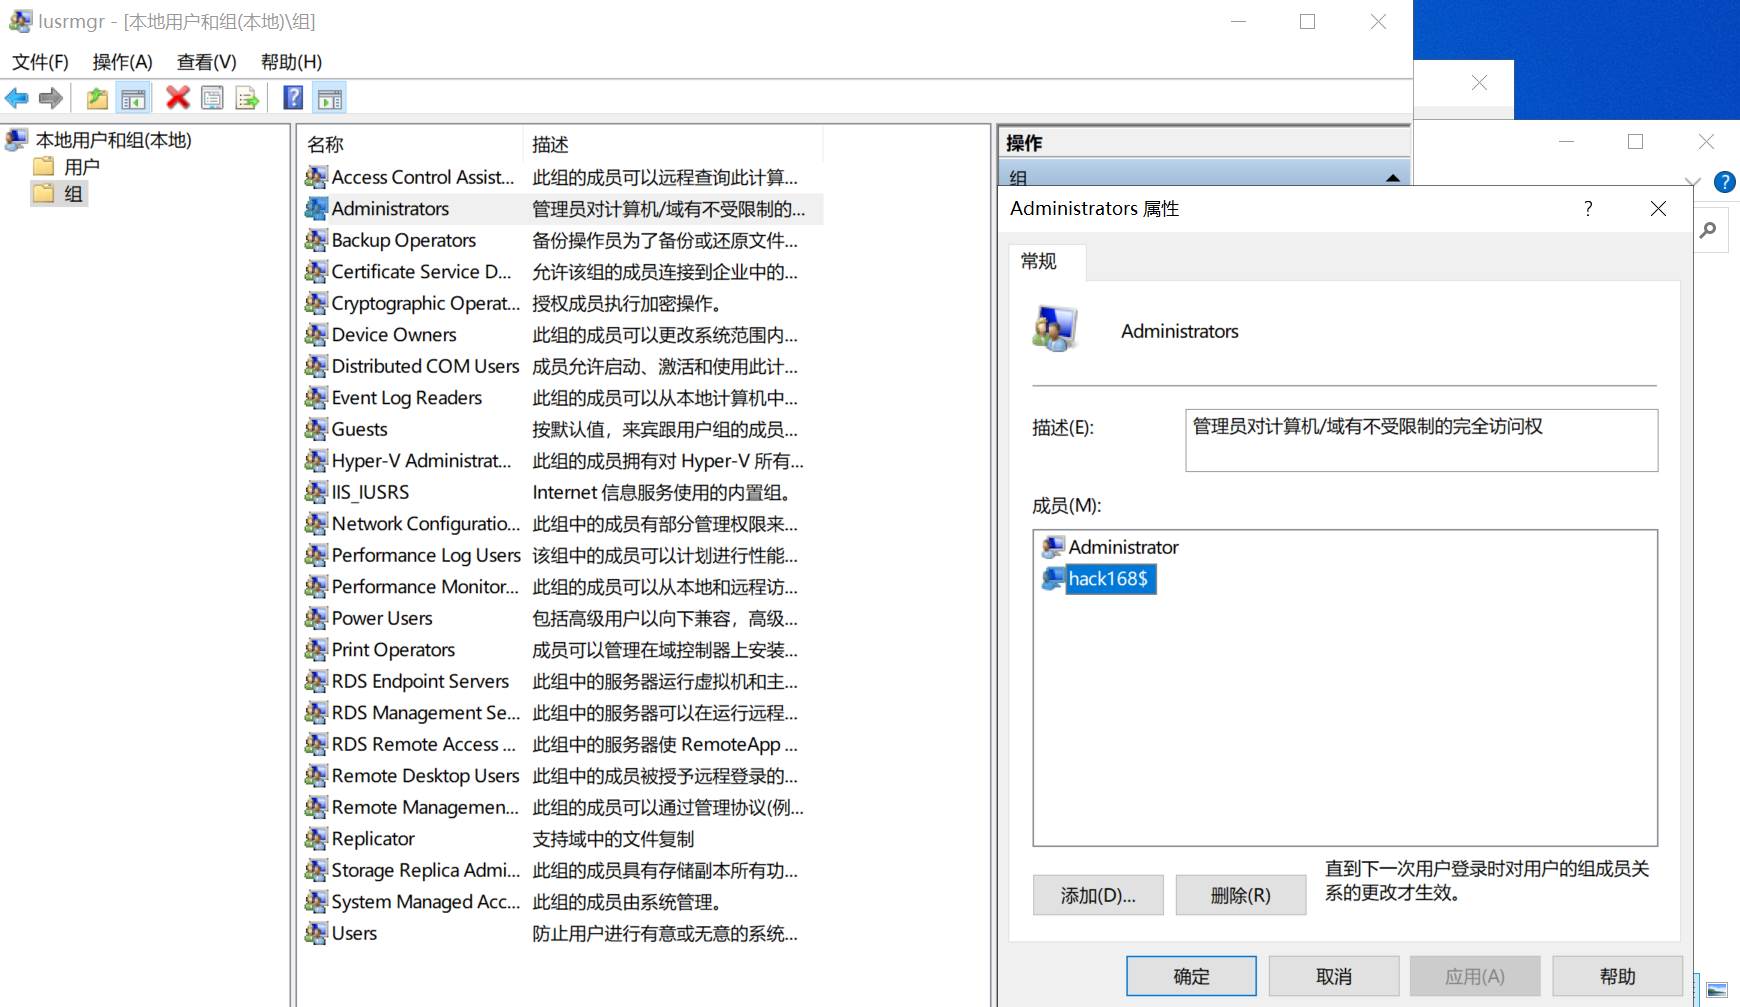 lusrmgr - [本地用户和组(本地)\组]
文件(F) 操作(A) 查看(V) 帮助(H)
本地用户和组(本地)
用户
组
名称 描述
Access Control Assist... 此组的成员可以远程查询此计算...
Administrators 管理员对计算机/域有不受限制的...
Backup Operators 备份操作员为了备份或还原文件...
Certificate Service D... 允许该组的成员连接到企业中的...
Cryptographic Operat... 授权成员执行加密操作。
Device Owners 此组的成员可以更改系统范围内...
Distributed COM Users 成员允许启动、激活和使用此计...
Event Log Readers 此组的成员可以从本地计算机中...
Guests 按默认值，来宾跟用户组的成员...
Hyper-V Administrat... 此组的成员拥有对 Hyper-V 所有...
IIS_IUSRS Internet 信息服务使用的内置组。
Network Configuratio... 此组中的成员有部分管理权限来...
Performance Log Users 该组中的成员可以计划进行性能...
Performance Monitor... 此组的成员可以从本地和远程访...
Power Users 包括高级用户以向下兼容，高级...
Print Operators 成员可以管理在域控制器上安装...
RDS Endpoint Servers 此组中的服务器运行虚拟机和主...
RDS Management Se... 此组中的服务器可以在运行远程...
RDS Remote Access ... 此组中的服务器使 RemoteApp ...
Remote Desktop Users 此组中的成员被授予远程登录的...
Remote Managemen... 此组的成员可以通过管理协议(例...
Replicator 支持域中的文件复制
Storage Replica Admi... 此组的成员具有存储副本所有功...
System Managed Acc... 此组的成员由系统管理。
Users 防止用户进行有意或无意的系统...
操作
组
Administrators 属性
常规
Administrators
描述(E): 管理员对计算机/域有不受限制的完全访问权
成员(M):
Administrator
hack168$
添加(D)... 删除(R)
直到下一次用户登录时对用户的组成员关
系的更改才生效。
确定 取消 应用(A) 帮助